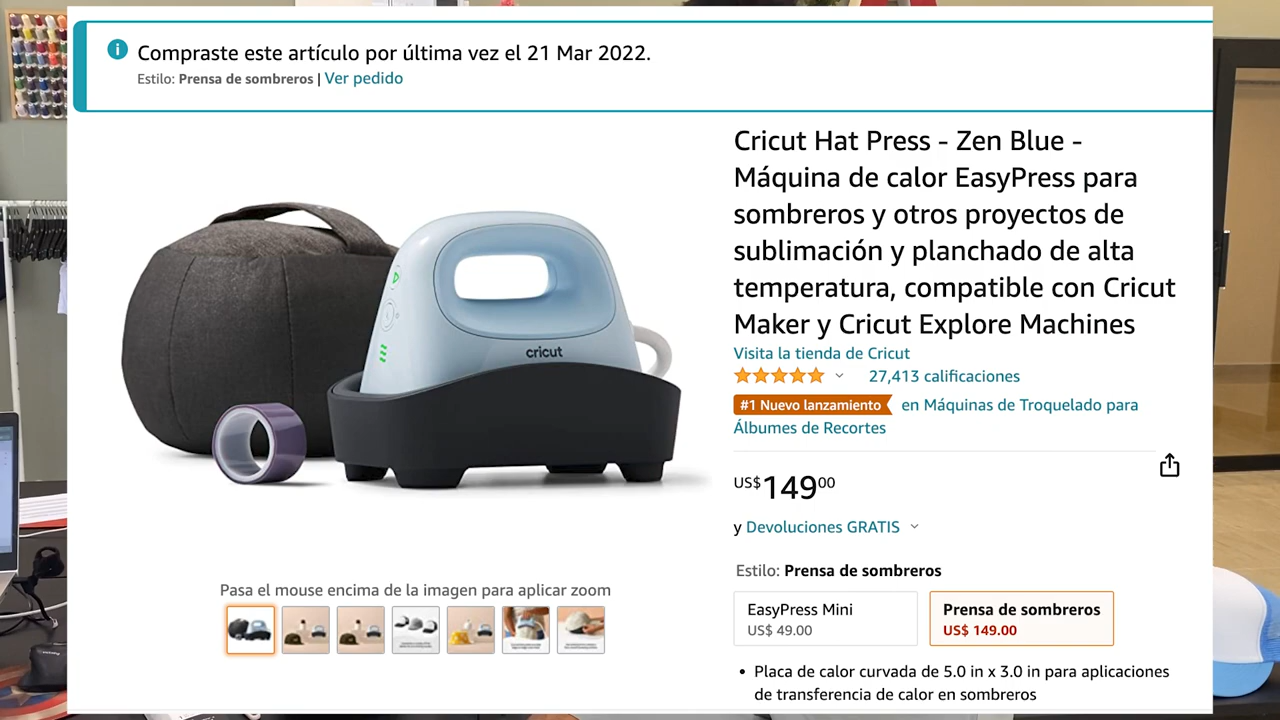 Compraste este artículo por última vez el 21 Mar 2022.
Estilo: Prensa de sombreros | Ver pedido
Cricut Hat Press - Zen Blue -
Máquina de calor EasyPress para
sombreros y otros proyectos de
sublimación y planchado de alta
temperatura, compatible con Cricut
Maker y Cricut Explore Machines
Visita la tienda de Cricut
27,413 calificaciones
#1 Nuevo lanzamiento en Máquinas de Troquelado para
Álbumes de Recortes
cricut
US$14900
y Devoluciones GRATIS
Estilo: Prensa de sombreros
Pasa el mouse encima de la imagen para aplicar zoom
EasyPress Mini
US$ 49.00
Prensa de sombreros
US$ 149.00
• Placa de calor curvada de 5.0 in x 3.0 in para aplicaciones
de transferencia de calor en sombreros